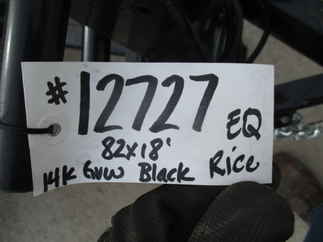 #12727 EQ
82x18'
14K Gvw Black Rice